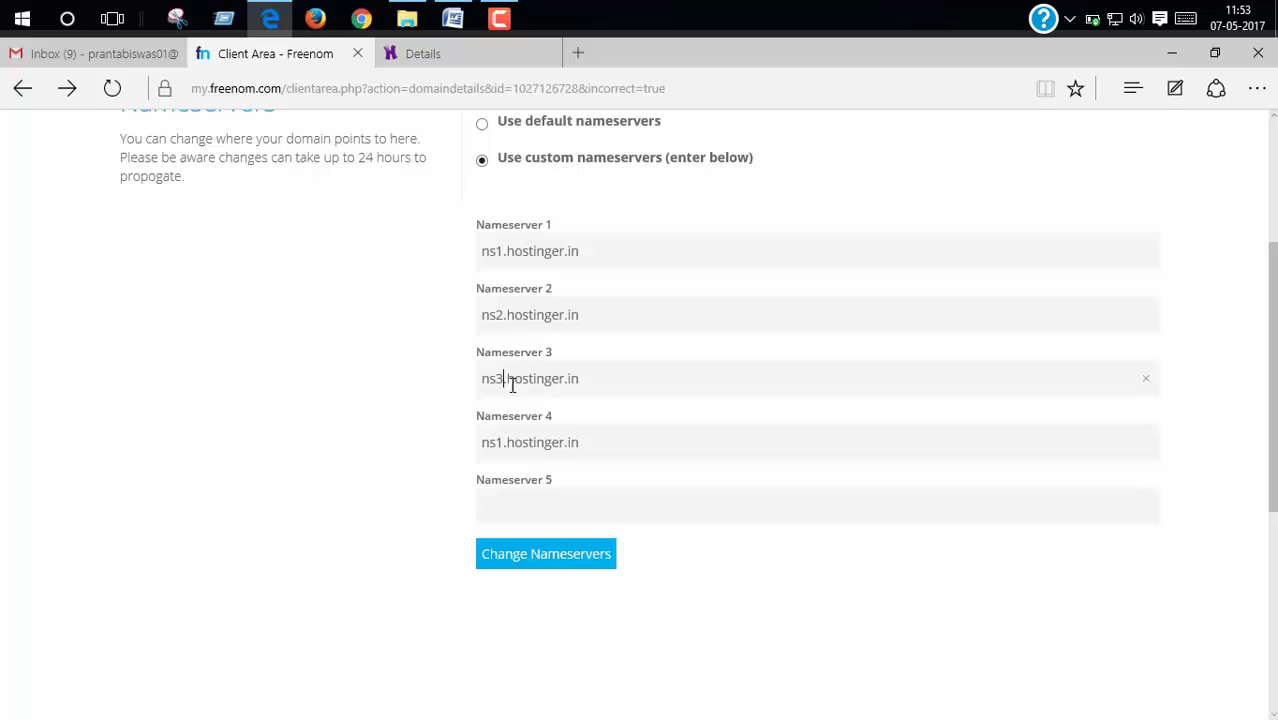 11:53
07-05-2017
Inbox (9) - prantabiswas01@
Client Area - Freenom
Details
my.freenom.com/clientarea.php?action=domaindetails&id=1027126728&incorrect=true
Nameservers
You can change where your domain points to here.
Please be aware changes can take up to 24 hours to
propogate.
Use default nameservers
Use custom nameservers (enter below)
Nameserver 1
ns1.hostinger.in
Nameserver 2
ns2.hostinger.in
Nameserver 3
ns3.hostinger.in
Nameserver 4
ns1.hostinger.in
Nameserver 5
Change Nameservers